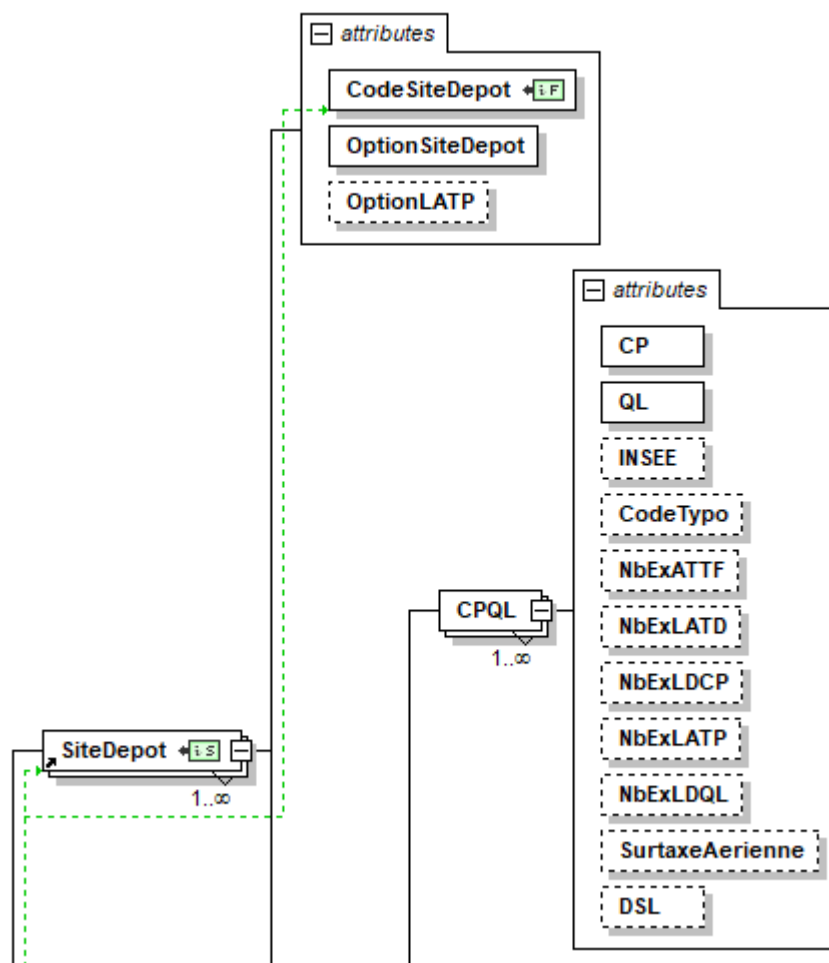 attributes
CodeSiteDepot iF
OptionSiteDepot
OptionLATP
attributes
CP
QL
INSEE
CodeTypo
NbExATTF
CPQL
NbExLATD
1..∞
NbExLDCP
NbExLATP
SiteDepot iS
1..∞
NbExLDQL
SurtaxeAerienne
DSL